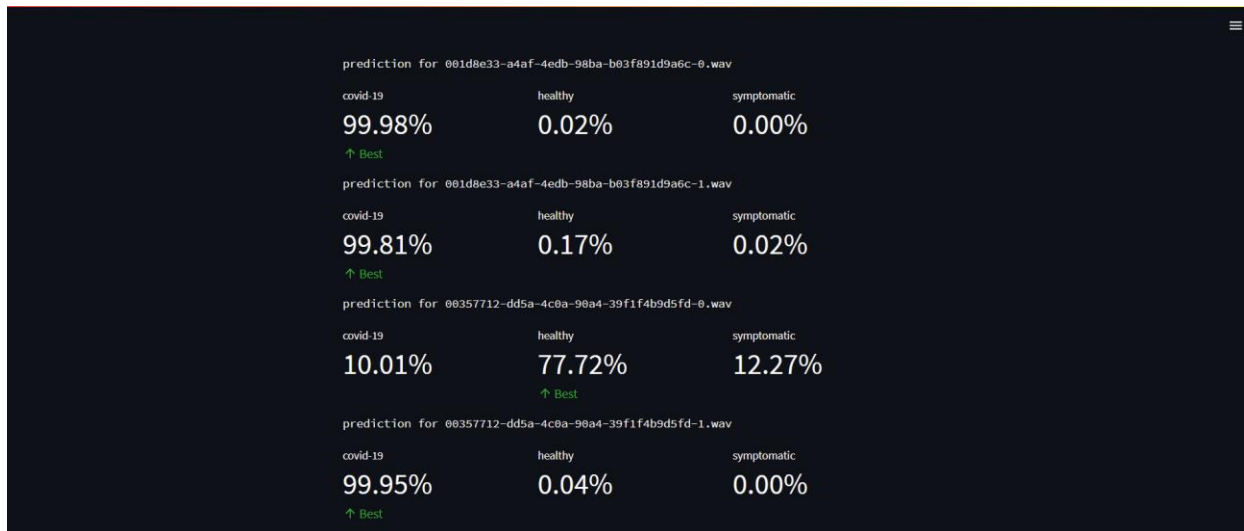 prediction for 001d8e33-a4af-4edb-98ba-b03f891d9a6c-0.wav
covid-19 healthy symptomatic
99.98% 0.02% 0.00%
↑ Best
prediction for 001d8e33-a4af-4edb-98ba-b03f891d9a6c-1.wav
covid-19 healthy symptomatic
99.81% 0.17% 0.02%
↑ Best
prediction for 00357712-dd5a-4c0a-90a4-39f1f4b9d5fd-0.wav
covid-19 healthy symptomatic
10.01% 77.72% 12.27%
↑ Best
prediction for 00357712-dd5a-4c0a-90a4-39f1f4b9d5fd-1.wav
covid-19 healthy symptomatic
99.95% 0.04% 0.00%
↑ Best